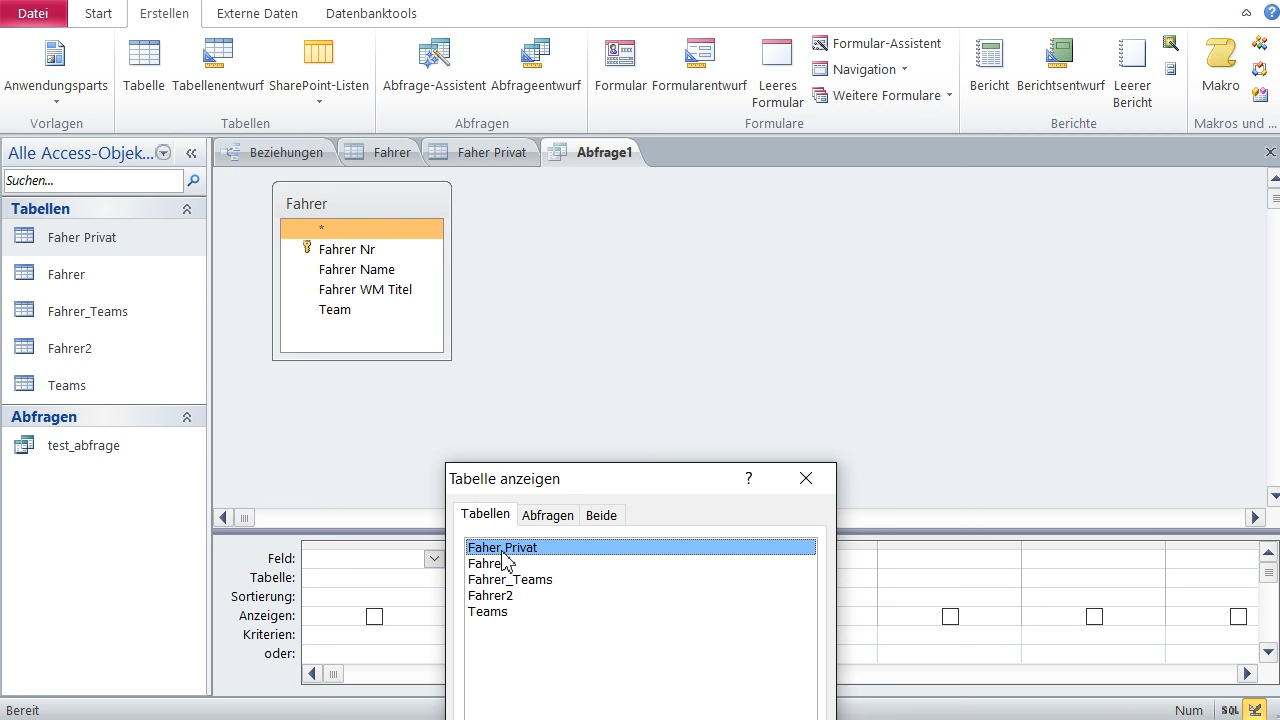 Datei Start Erstellen Externe Daten Datenbanktools
Anwendungsparts Tabelle Tabellenentwurf SharePoint-Listen Abfrage-Assistent Abfrageentwurf Formular Formularentwurf Leeres Formular Formular-Assistent Navigation Weitere Formulare Bericht Berichtsentwurf Leerer Bericht Makro
Vorlagen Tabellen Abfragen Formulare Berichte Makros und ...
Alle Access-Objek... «
Beziehungen Fahrer Faher Privat Abfrage1
Suchen...
Tabellen
Faher Privat
Fahrer
Fahrer_Teams
Fahrer2
Teams
Abfragen
test_abfrage
Fahrer
*
Fahrer Nr
Fahrer Name
Fahrer WM Titel
Team
Tabelle anzeigen ?
Tabellen Abfragen Beide
Faher Privat
Fahrer
Fahrer_Teams
Fahrer2
Teams
Feld:
Tabelle:
Sortierung:
Anzeigen:
Kriterien:
oder:
Bereit Num SQL